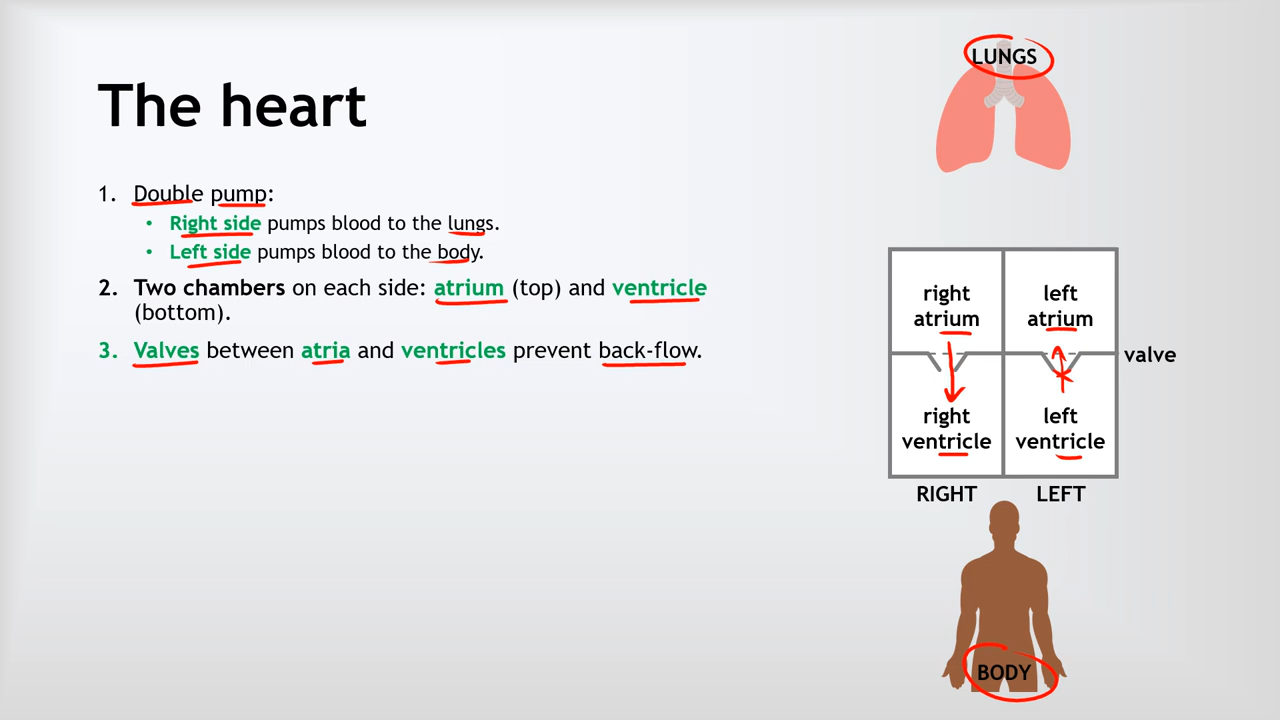 The heart
1. Double pump:
• Right side pumps blood to the lungs.
• Left side pumps blood to the body.
2. Two chambers on each side: atrium (top) and ventricle
(bottom).
3. Valves between atria and ventricles prevent back-flow.
LUNGS
right
atrium
left
atrium
valve
right
ventricle
left
ventricle
RIGHT
LEFT
BODY